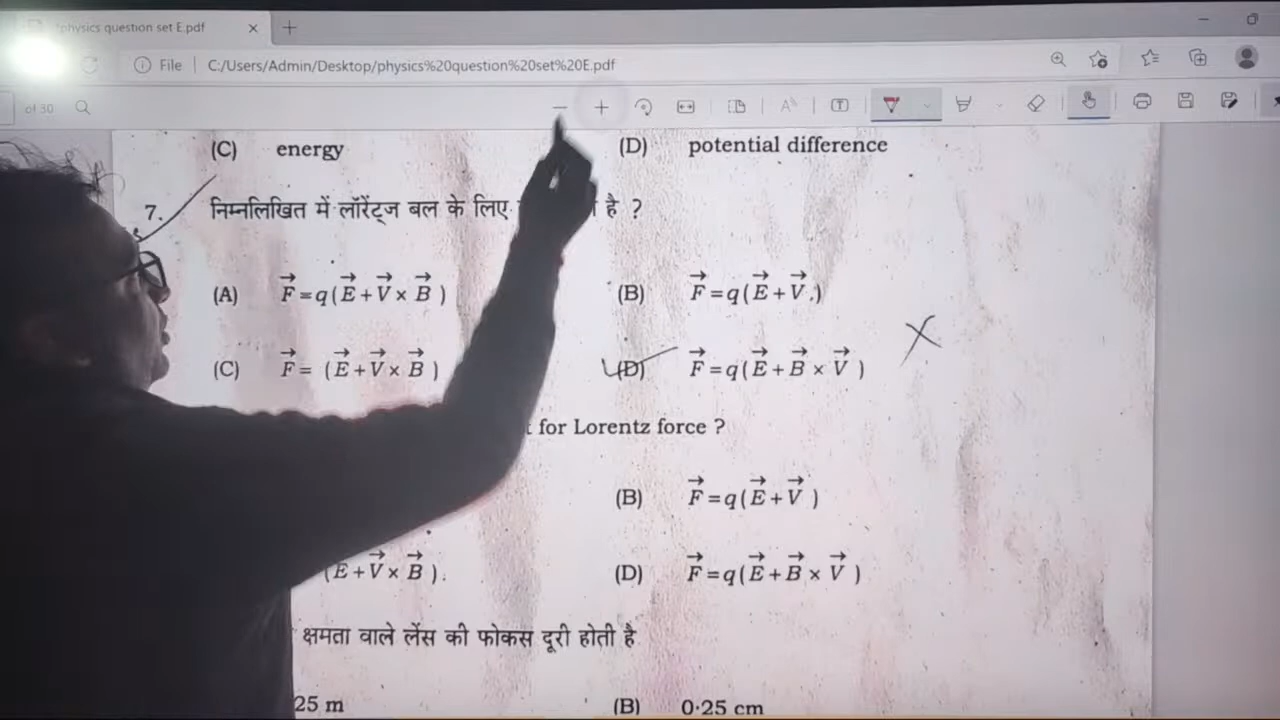 physics question set E.pdf
File C:/Users/Admin/Desktop/physics%20question%20set%20E.pdf
of 30
(C) energy (D) potential difference
7. निम्नलिखित में लॉरेंट्ज बल के लिए है ?
(A) F⃗ = q(E⃗ + V⃗ × B⃗ ) (B) F⃗ = q(E⃗ + V⃗ )
(C) F⃗ = (E⃗ + V⃗ × B⃗ ) (D) F⃗ = q(E⃗ + B⃗ × V⃗ )
for Lorentz force ?
(B) F⃗ = q(E⃗ + V⃗ )
(E + V⃗ × B⃗ ). (D) F⃗ = q(E⃗ + B⃗ × V⃗ )
क्षमता वाले लेंस की फोकस दूरी होती है
25 m (B) 0·25 cm